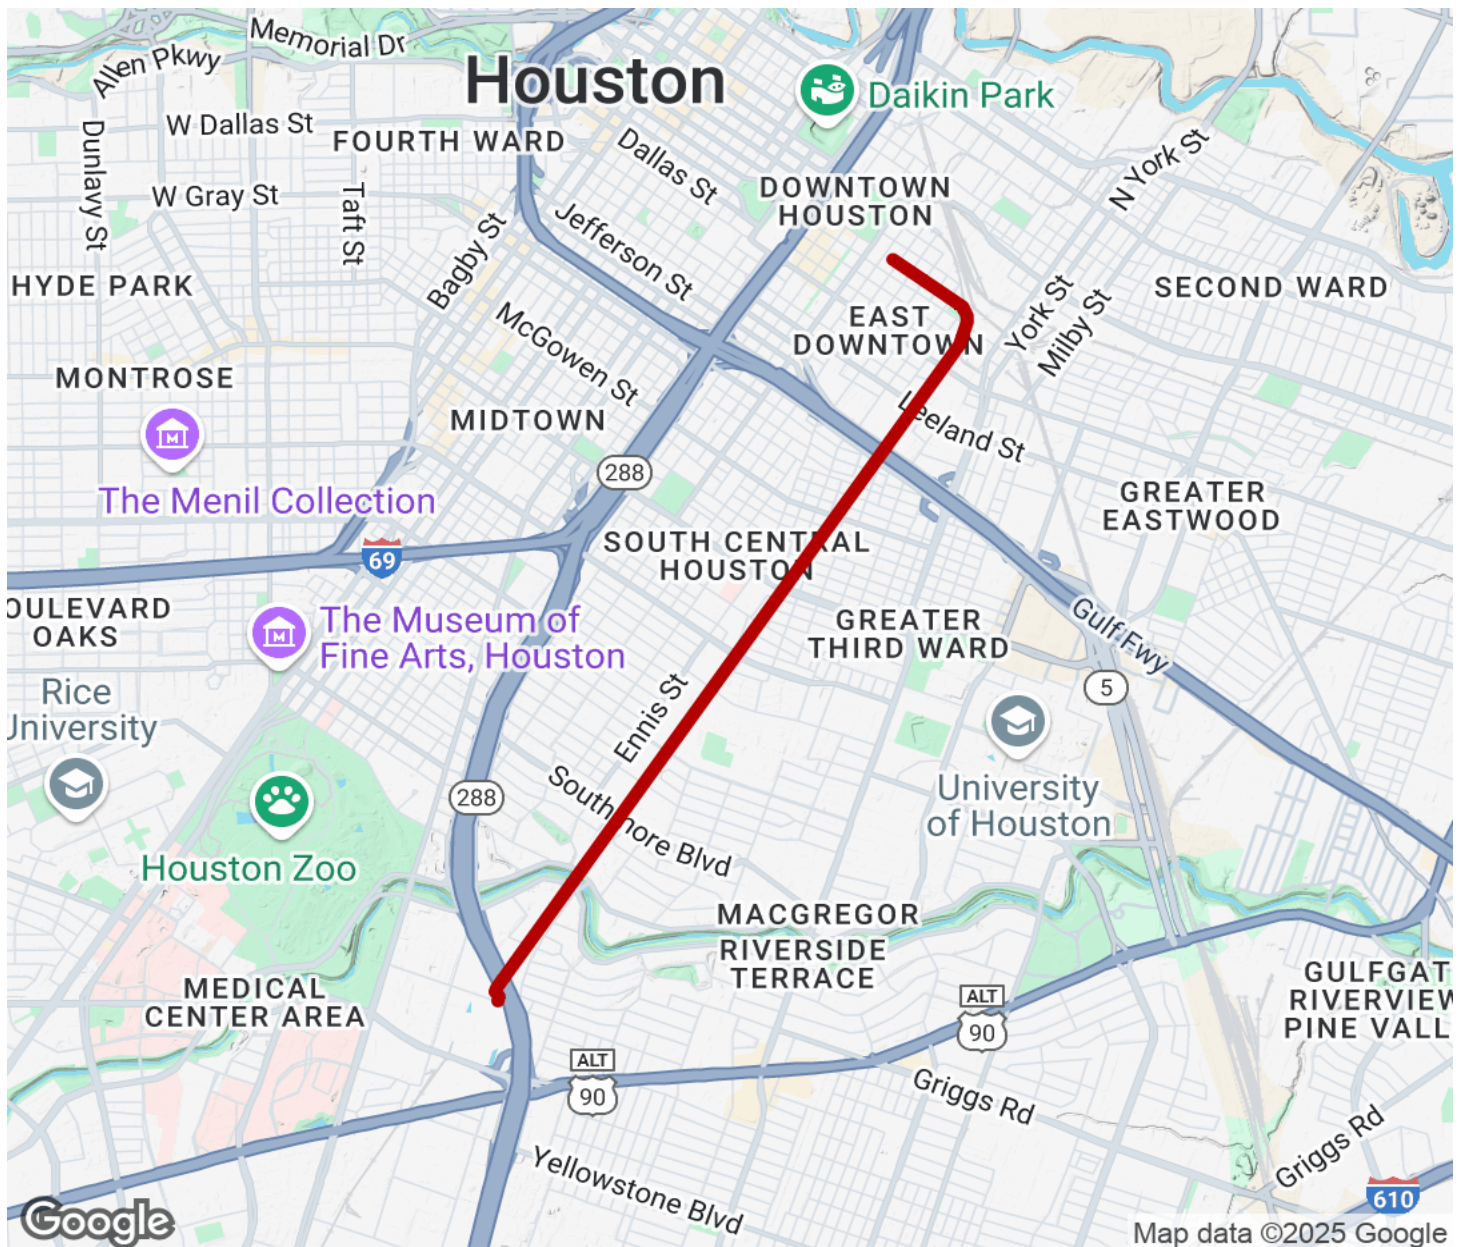 Memorial Dr
Allen Pkwy
Houston
Daikin Park
W Dallas St
FOURTH WARD
Dallas St
N York St
Dunlavy St
W Gray St
Taft St
DOWNTOWN
HOUSTON
Bagby St
Jefferson St
HYDE PARK
SECOND WARD
York St
Milby St
EAST
DOWNTOWN
McGowen St
MONTROSE
MIDTOWN
Leeland St
288
The Menil Collection
GREATER
EASTWOOD
SOUTH CENTRAL
HOUSTON
69
OULEVARD
OAKS
The Museum of
Fine Arts, Houston
GREATER
THIRD WARD
Gulf Fwy
Rice
University
Ennis St
5
288
Southmore Blvd
University
of Houston
Houston Zoo
MACGREGOR
RIVERSIDE
TERRACE
MEDICAL
CENTER AREA
GULFGAT
RIVERVIEW
PINE VALL
ALT
90
ALT
90
Griggs Rd
Griggs Rd
Yellowstone Blvd
610
Google
Map data ©2025 Google